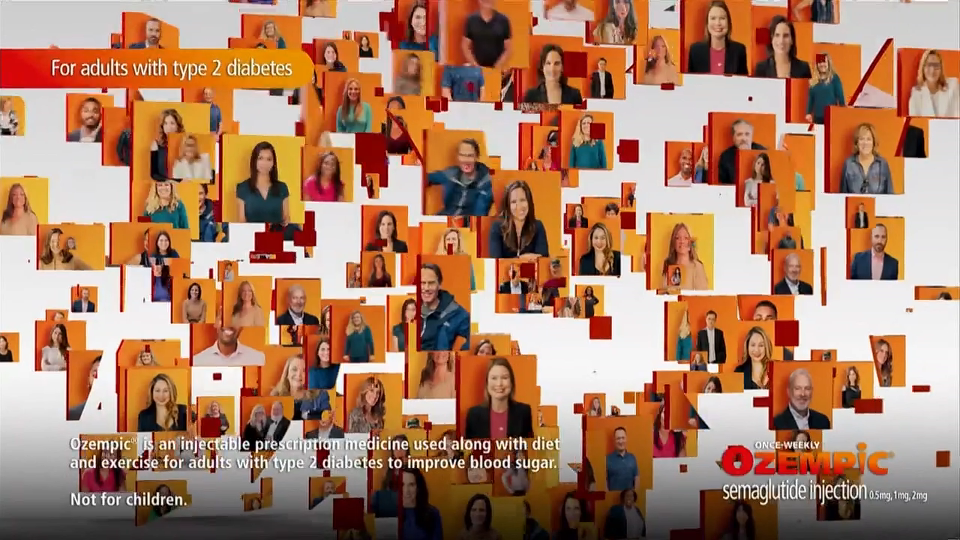 For adults with type 2 diabetes
Ozempic® is an injectable prescription medicine used along with diet
and exercise for adults with type 2 diabetes to improve blood sugar.
Not for children.
ONCE-WEEKLY
OZEMPIC®
semaglutide injection 0.5mg, 1mg, 2mg